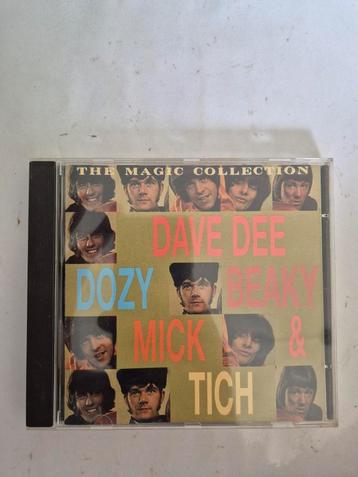 THE MAGIC COLLECTION
DAVE DEE
DOZY BEAKY
MICK &
TICH